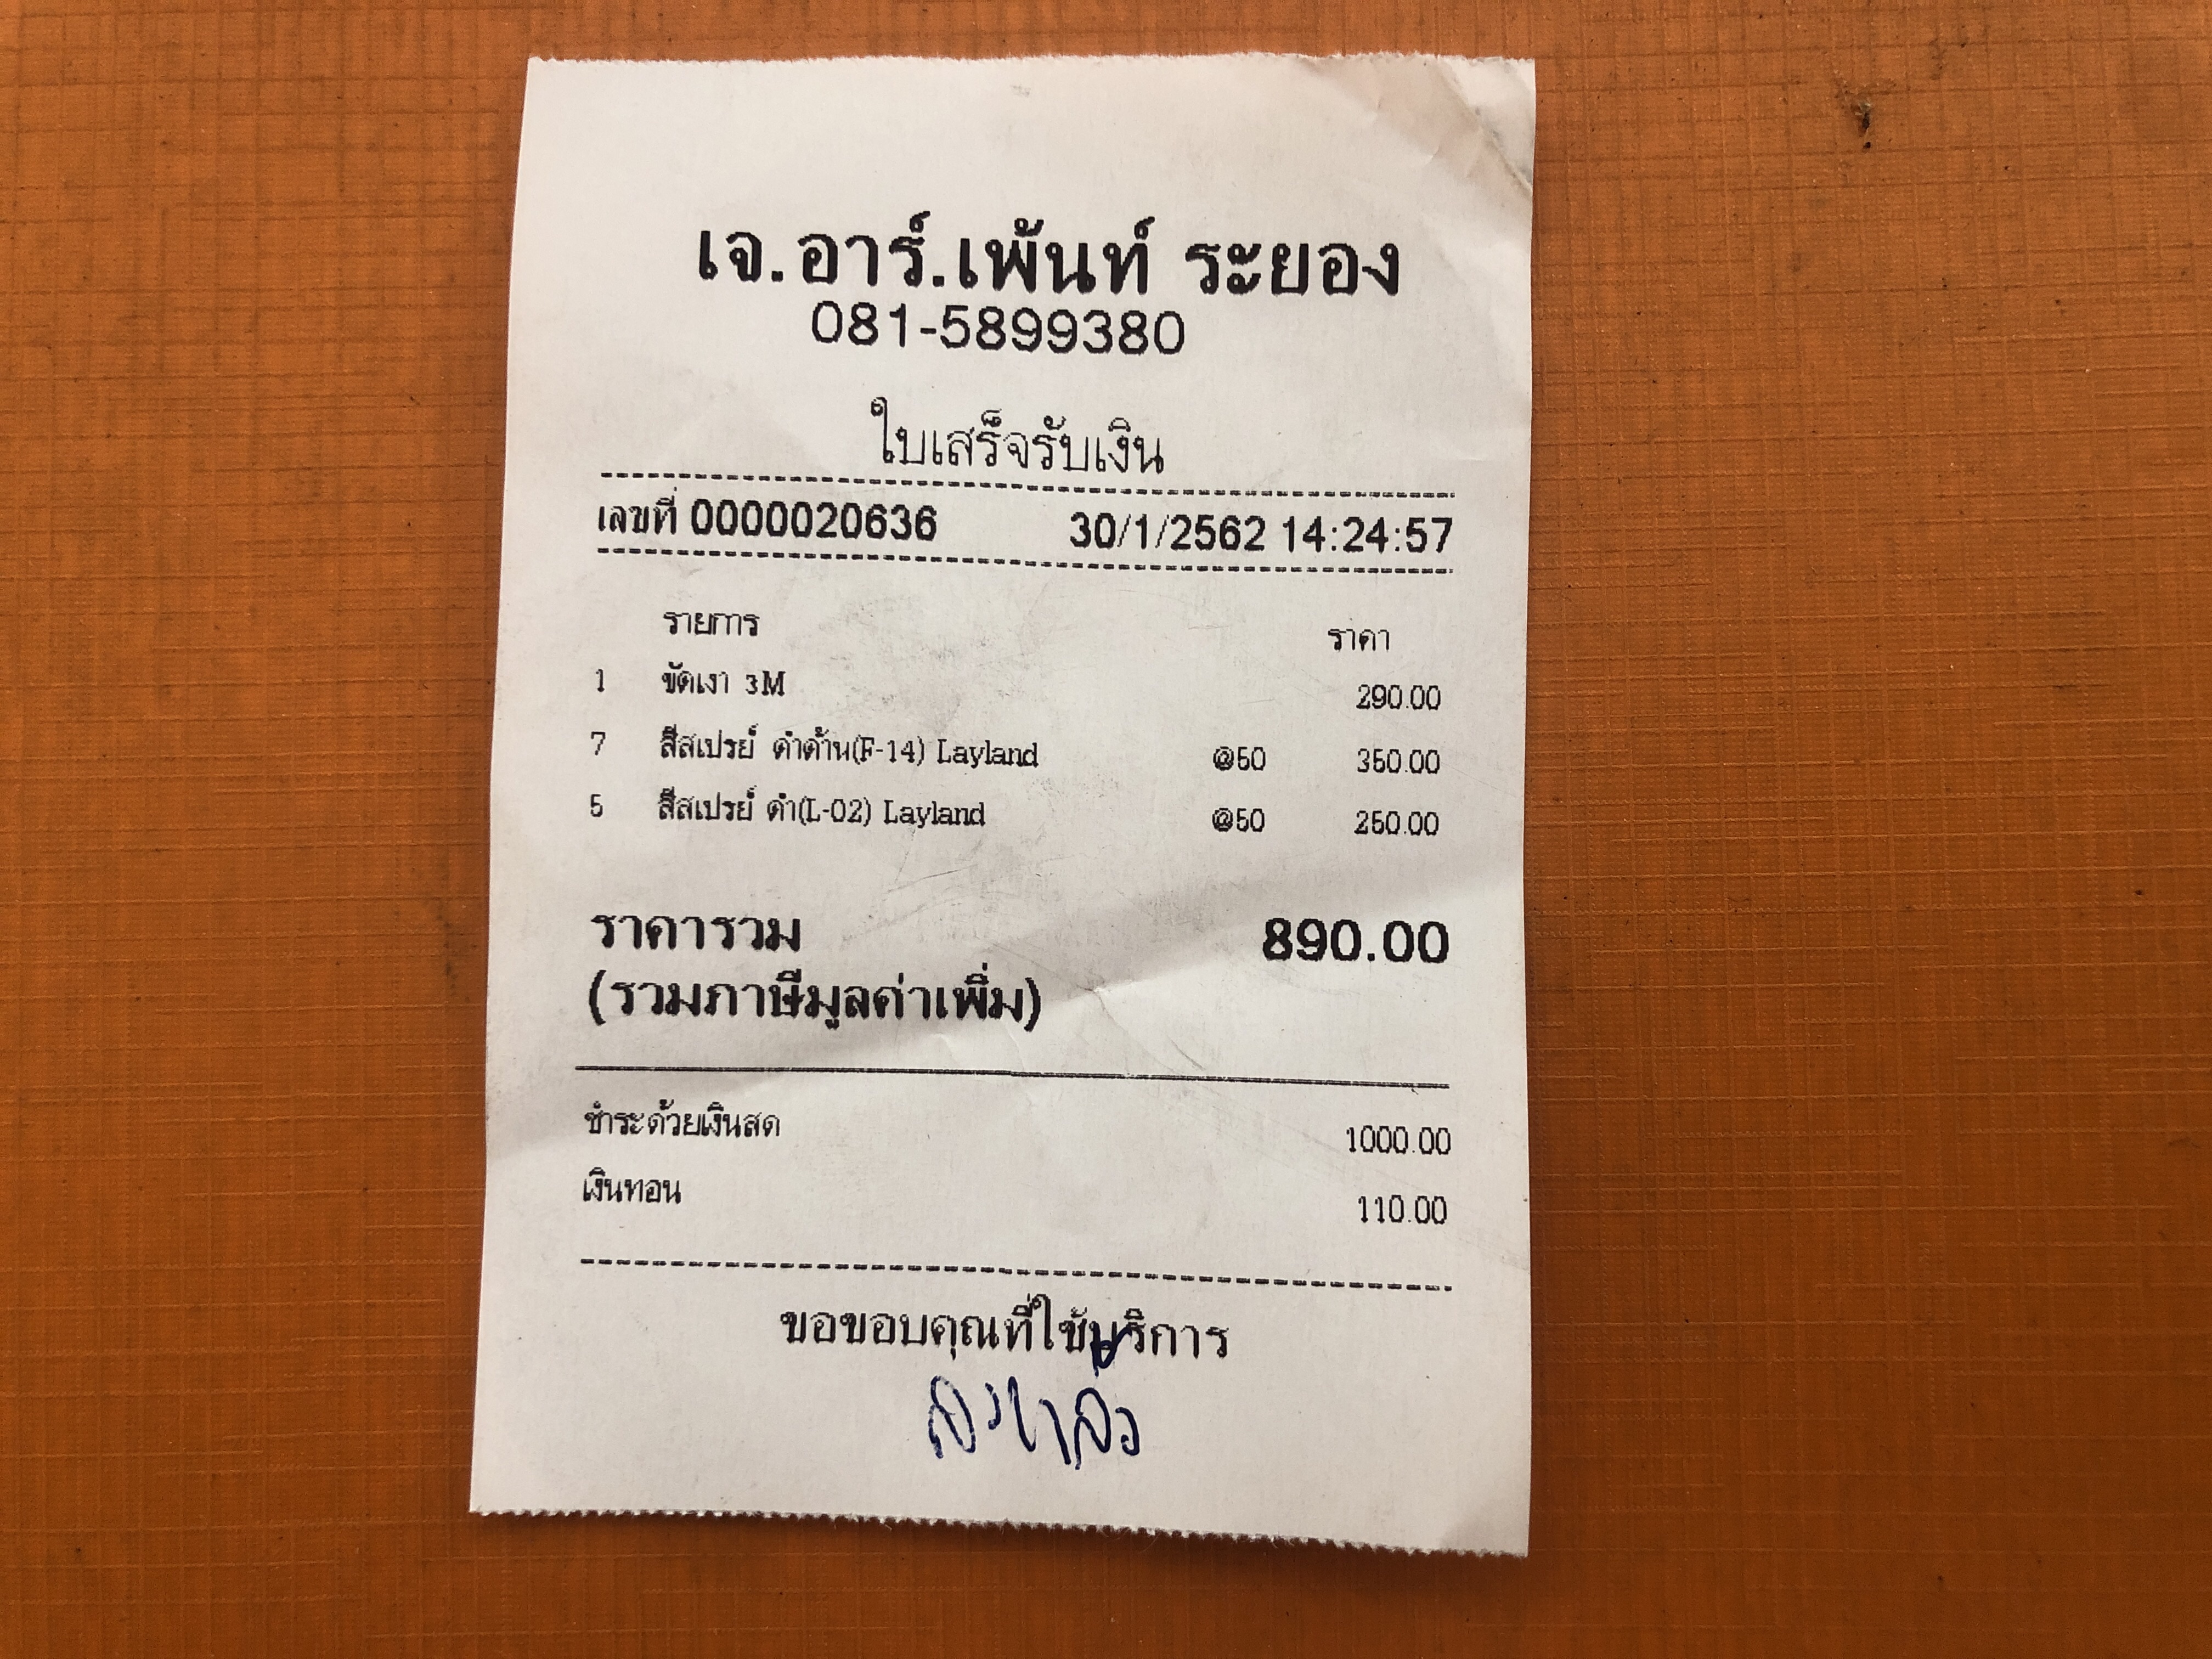 เจ.อาร์.เพ้นท์ ระยอง
081-5899380
ใบเสร็จรับเงิน
เลขที่ 0000020636 30/1/2562 14:24:57
รายการ ราคา
1 ขัดเงา 3M 290.00
7 สีสเปรย์ ดำด้าน(F-14) Layland @50 350.00
5 สีสเปรย์ ดำ(L-02) Layland @50 250.00
ราคารวม 890.00
(รวมภาษีมูลค่าเพิ่ม)
ชำระด้วยเงินสด 1000.00
เงินทอน 110.00
ขอขอบคุณที่ใช้บริการ